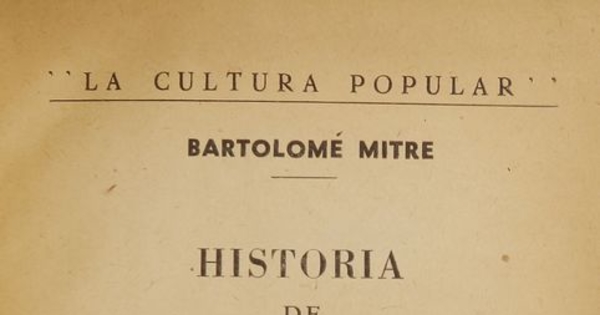 ``LA CULTURA POPULAR´´
BARTOLOMÉ MITRE
HISTORIA
DE